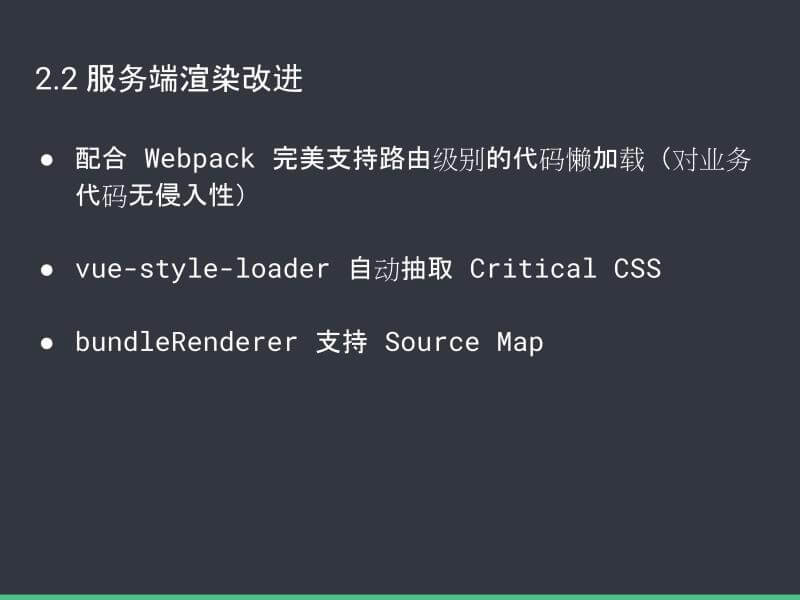 2.2 服务端渲染改进
● 配合 Webpack 完美支持路由级别的代码懒加载（对业务
代码无侵入性）
● vue-style-loader 自动抽取 Critical CSS
● bundleRenderer 支持 Source Map